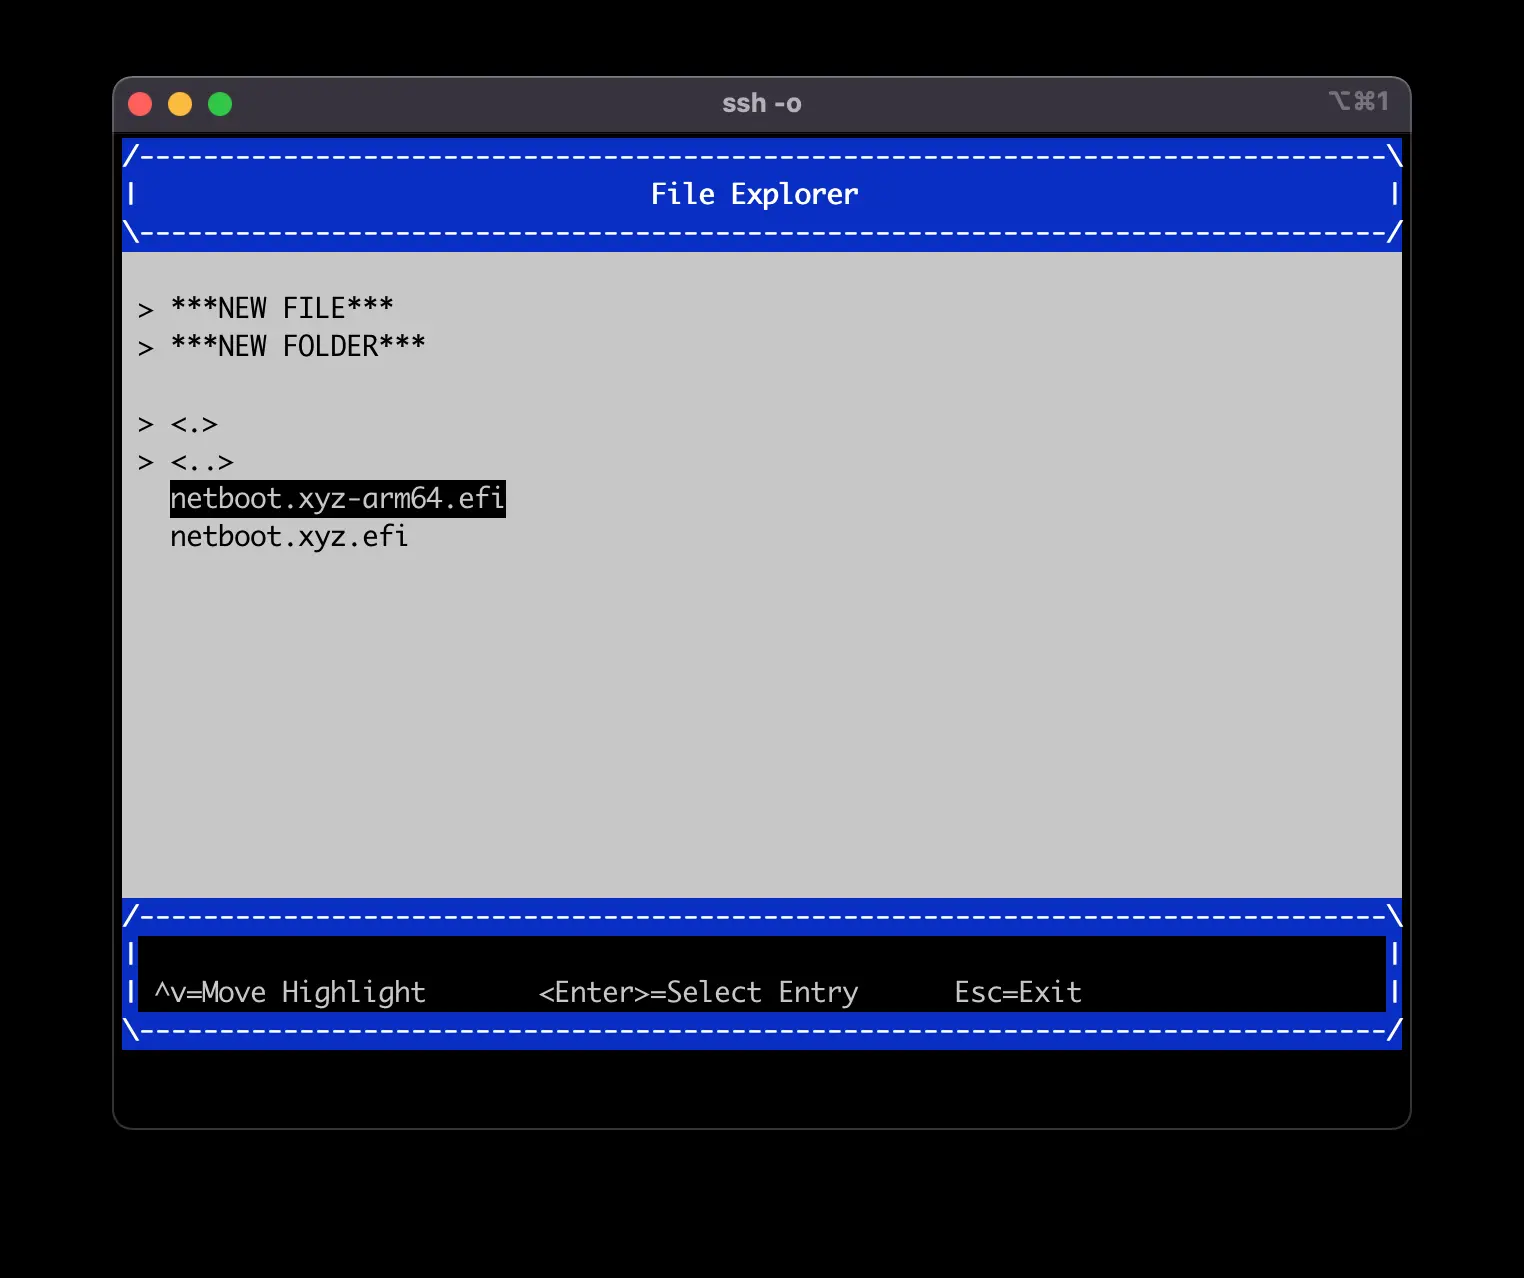 ssh -o
⌥⌘1
/------------------------------------------------------------------------------\
| File Explorer |
\------------------------------------------------------------------------------/
> ***NEW FILE***
> ***NEW FOLDER***
> <.>
> <..>
netboot.xyz-arm64.efi
netboot.xyz.efi
/------------------------------------------------------------------------------\
| |
| ^v=Move Highlight <Enter>=Select Entry Esc=Exit |
\------------------------------------------------------------------------------/